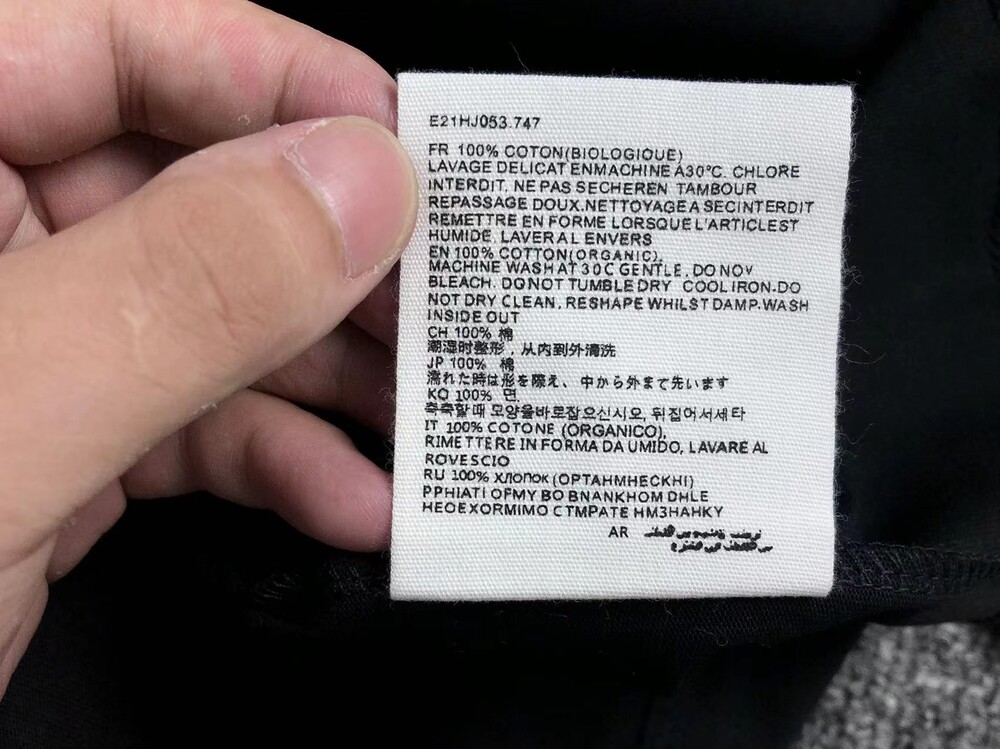 E21HJ053.747
FR 100% COTON(BIOLOGIQUE)
LAVAGE DELICAT ENMACHINE A30°C. CHLORE
INTERDIT. NE PAS SECHEREN TAMBOUR
REPASSAGE DOUX.NETTOYAGE A SECINTERDIT
REMETTRE EN FORME LORSQUE L'ARTICLEST
HUMIDE. LAVERAL ENVERS
EN 100% COTTON(ORGANIC).
MACHINE WASH AT 30C GENTLE. DO NOV
BLEACH. DO NOT TUMBLE DRY COOL IRON.DO
NOT DRY CLEAN. RESHAPE WHILST DAMP.WASH
INSIDE OUT
CH 100% 棉
潮湿时整形，从内到外清洗
JP 100% 棉
濡れた時は形を際え、中から外まて先います
KO 100% 면
축축할때 모양을바로잡으신시오, 뒤집어서세타
IT 100% COTONE (ORGANICO),
RIMETTERE IN FORMA DA UMIDO, LAVARE AL
ROVESCIO
RU 100% ХЛОПОК (OPTAHMHECKHI)
PPHIATI OFMY BO BNANKHOM DHLE
HEOEXORMIMO CTMPATE HM3HAHKY
AR